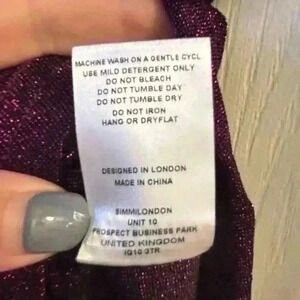 MACHINE WASH ON A GENTLE CYCL
USE MILD DETERGENT ONLY
DO NOT BLEACH
DO NOT TUMBLE DAY
DO NOT TUMBLE DRY
DO NOT IRON
HANG OR DRYFLAT
DESIGNED IN LONDON
MADE IN CHINA
SIMMILONDON
UNIT 10
PROSPECT BUSINESS PARK
UNITED KINGDOM
IG10 3TR